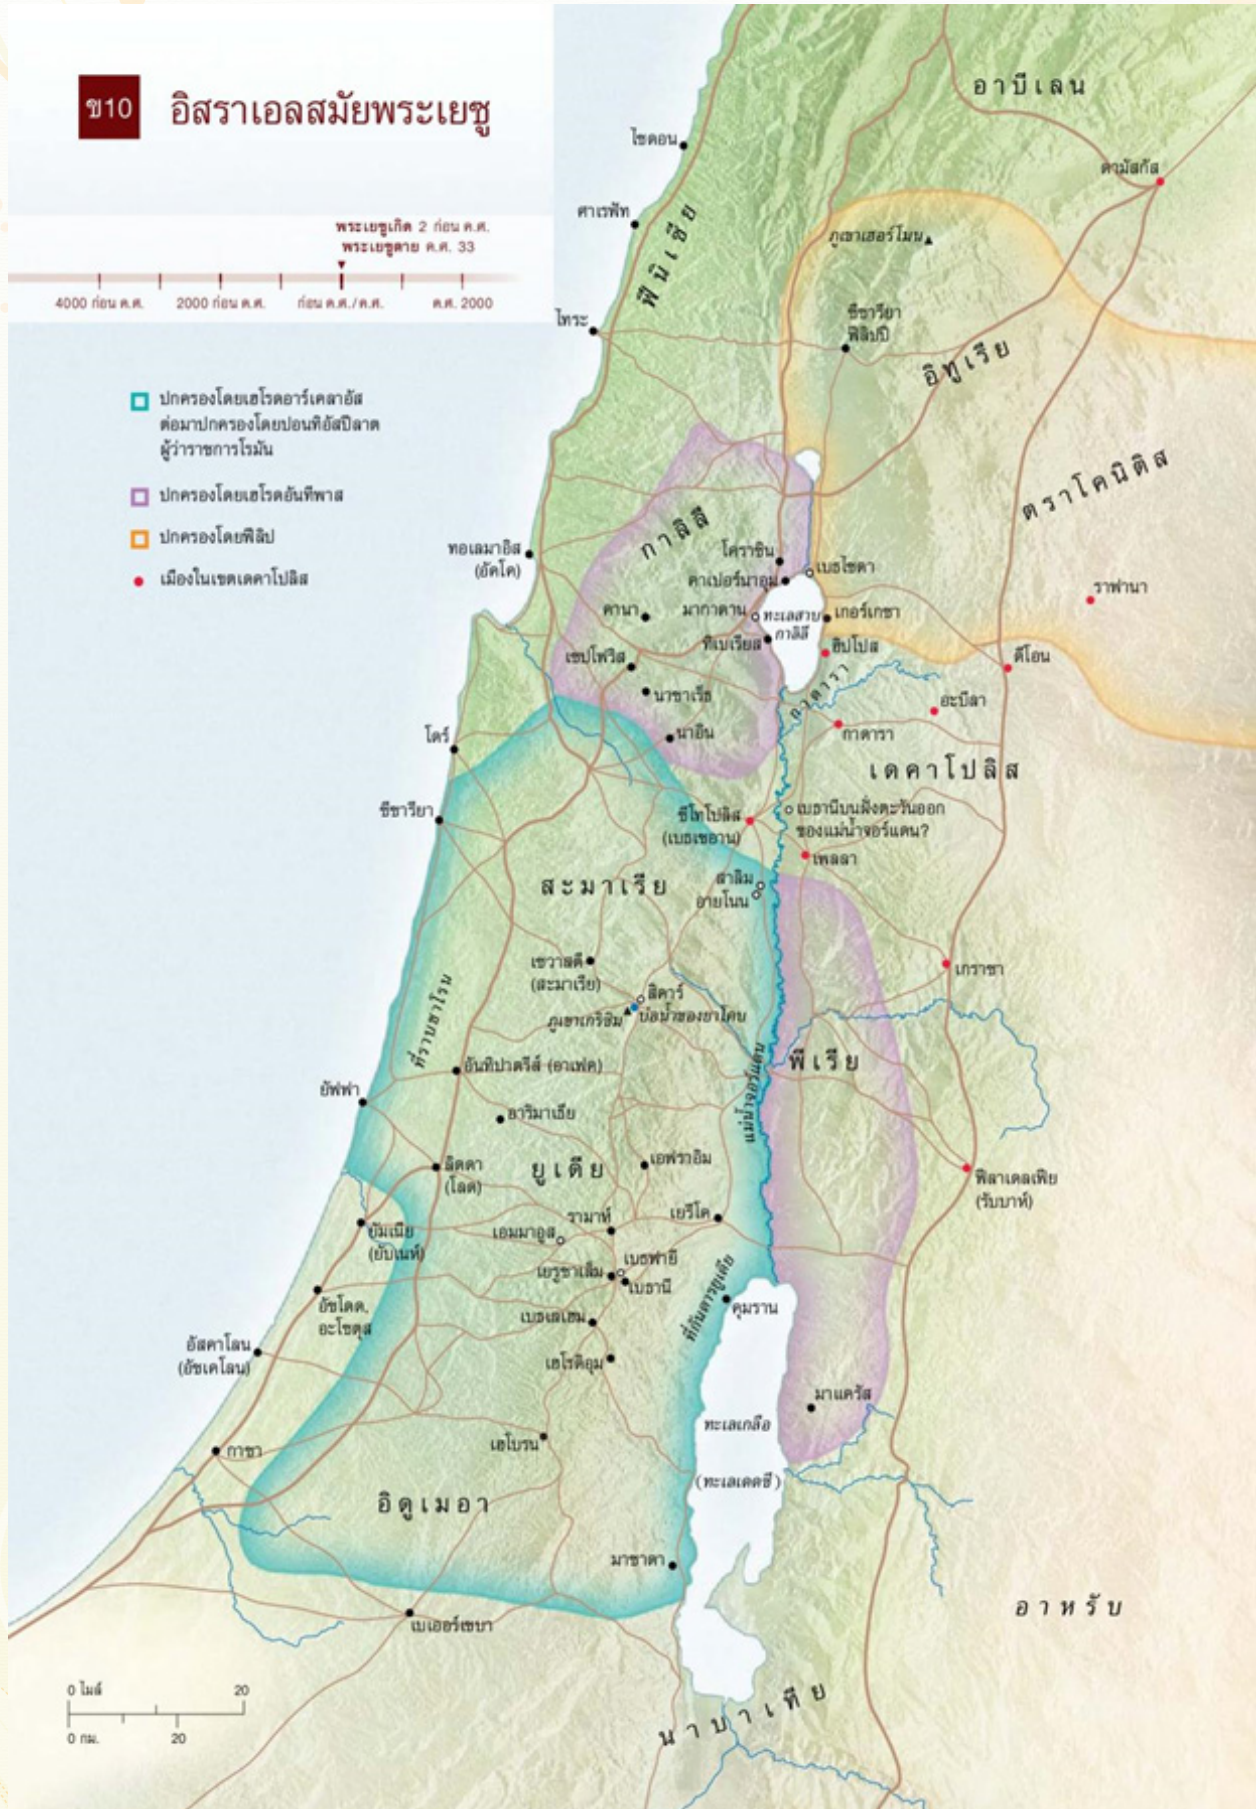 ข10
อิสราเอลสมัยพระเยซู
พระเยซูเกิด 2 ก่อน ค.ศ.
พระเยซูตาย ค.ศ. 33
4000 ก่อน ค.ศ.
2000 ก่อน ค.ศ.
ก่อน ค.ศ./ค.ศ.
ค.ศ. 2000
ปกครองโดยเฮโรดอาร์เคลาอัส
ต่อมาปกครองโดยปอนทิอัสปีลาต
ผู้ว่าราชการโรมัน
ปกครองโดยเฮโรดอันทีพาส
ปกครองโดยฟีลิป
เมืองในเขตเดคาโปลิส
อาบีเลน
ไซดอน
ดามัสกัส
ศาเรฟัท
ฟีนิเซีย
ภูเขาเฮอร์โมน
ไทระ
ซีซารียา
ฟิลิปปี
อิทูเรีย
ตราโคนิติส
กาลิลี
ทอเลมาอิส
(อัคโค)
โคราซิน
เบธไซดา
คาเปอร์นาอุม
ราฟานา
คานา
มากาดาน
ทะเลสาบ
กาลิลี
เกอร์เกซา
ทิเบเรียส
ฮิปโปส
เซปโฟริส
ดีโอน
นาซาเร็ธ
กาดารา
อะบีลา
โดร์
นาอิน
กาดารา
เดคาโปลิส
ซีซารียา
ซีโทโปลิส
(เบธเชอาน)
เบธานีบนฝั่งตะวันออก
ของแม่น้ำจอร์แดน?
เพลลา
สะมาเรีย
สาลิม
อายโนน
เซวาสตี
(สะมาเรีย)
เกราซา
สิคาร์
ที่ราบชาโรน
ภูเขาเกริซิม
บ่อน้ำของยาโคบ
อันทิปาตรีส์ (อาเฟค)
แม่น้ำจอร์แดน
พีเรีย
ยัฟฟา
อาริมาเธีย
ลิดดา
(โลด)
ยูเดีย
เอฟราอิม
ฟิลาเดลเฟีย
(รับบาห์)
ยัมเนีย
(ยับเนห์)
เอมมาอูส
รามาห์
เยรีโค
เยรูซาเล็ม
เบธฟายี
เบธานี
ที่กันดารยูเดีย
คุมราน
อัชโดด,
อะโซตุส
เบธเลเฮม
อัสคาโลน
(อัชเคโลน)
เฮโรดิอุม
มาแครัส
กาซา
เฮโบรน
ทะเลเกลือ
(ทะเลเดดซี)
อิดูเมอา
มาซาดา
อาหรับ
เบเออร์เชบา
0 ไมล์
20
0 กม.
20
นาบาเทีย